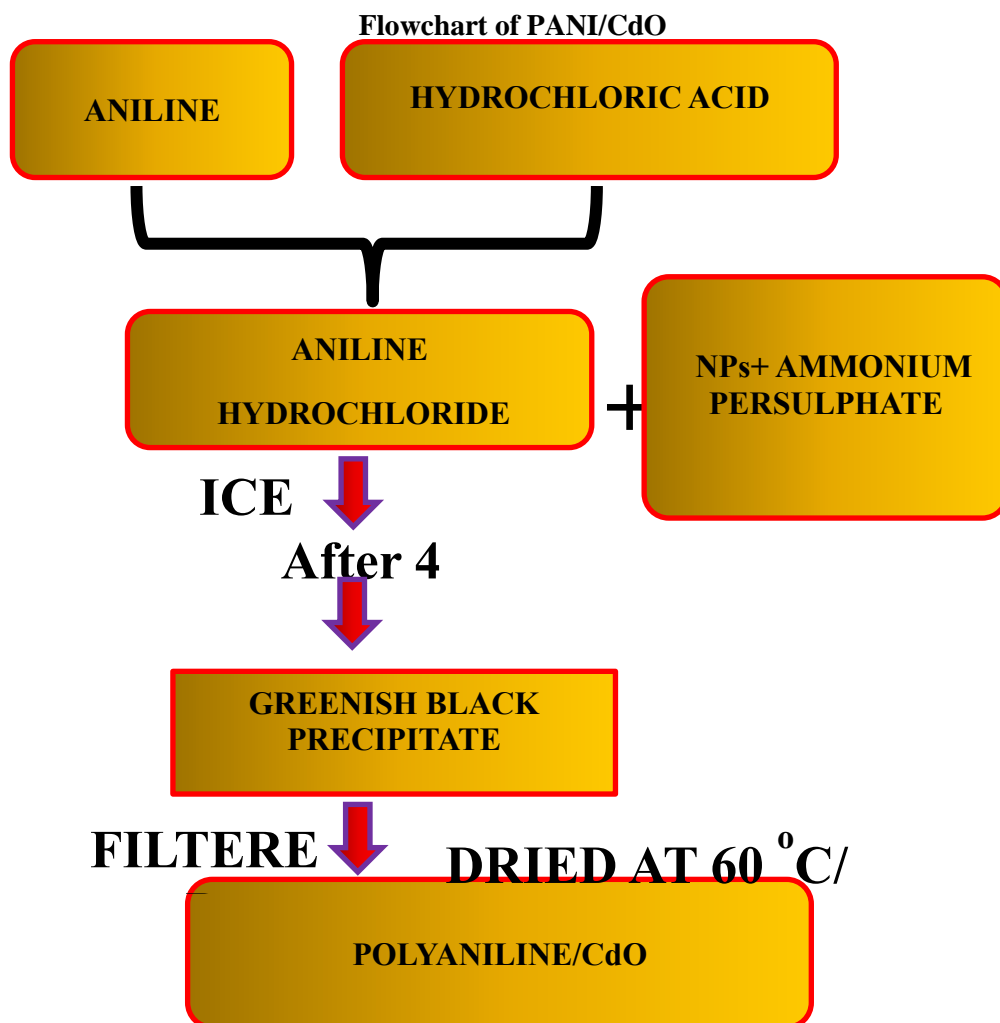 Flowchart of PANI/CdO
ANILINE
HYDROCHLORIC ACID
ANILINE
HYDROCHLORIDE
+
NPs+ AMMONIUM
PERSULPHATE
ICE
After 4
GREENISH BLACK
PRECIPITATE
FILTERE
DRIED AT 60 °C/
POLYANILINE/CdO